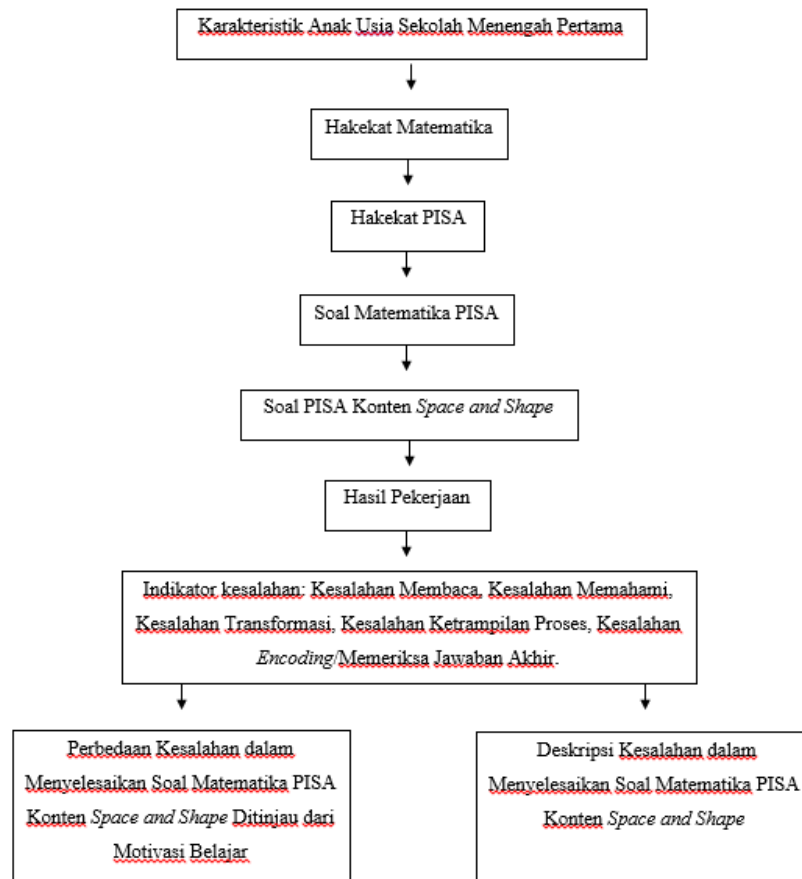 Karakteristik Anak Usia Sekolah Menengah Pertama
Hakekat Matematika
Hakekat PISA
Soal Matematika PISA
Soal PISA Konten Space and Shape
Hasil Pekerjaan
Indikator kesalahan: Kesalahan Membaca, Kesalahan Memahami,
Kesalahan Transformasi, Kesalahan Ketrampilan Proses, Kesalahan
Encoding/Memeriksa Jawaban Akhir.
Perbedaan Kesalahan dalam
Menyelesaikan Soal Matematika PISA
Konten Space and Shape Ditinjau dari
Motivasi Belajar
Deskripsi Kesalahan dalam
Menyelesaikan Soal Matematika PISA
Konten Space and Shape